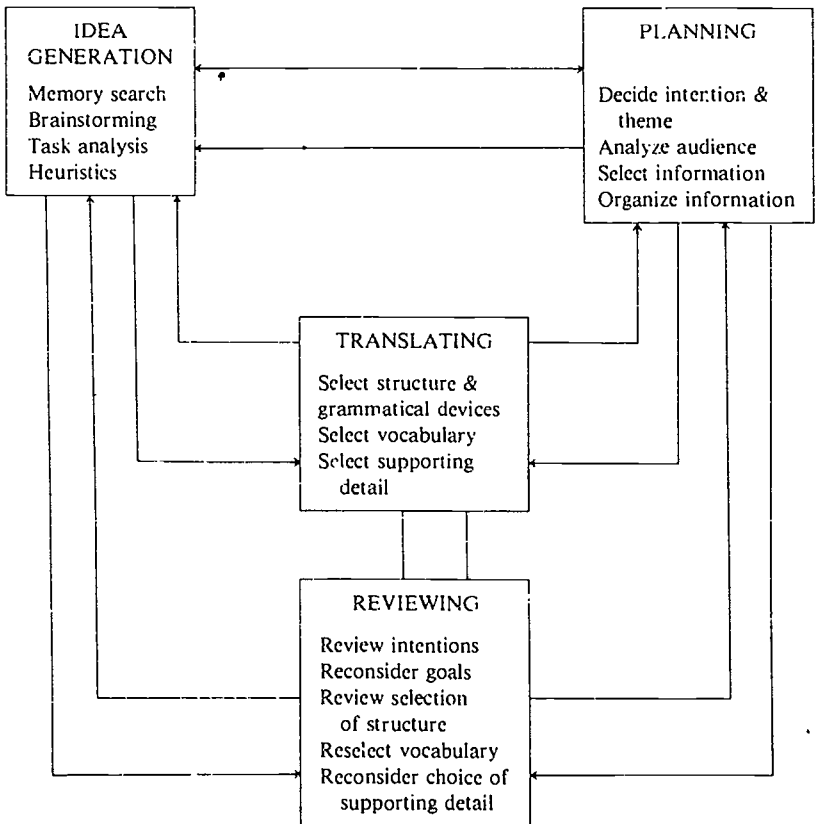 IDEA
GENERATION
Memory search
Brainstorming
Task analysis
Heuristics
PLANNING
Decide intention &
theme
Analyze audience
Select information
Organize information
TRANSLATING
Select structure &
grammatical devices
Select vocabulary
Select supporting
detail
REVIEWING
Review intentions
Reconsider goals
Review selection
of structure
Reselect vocabulary
Reconsider choice of
supporting detail